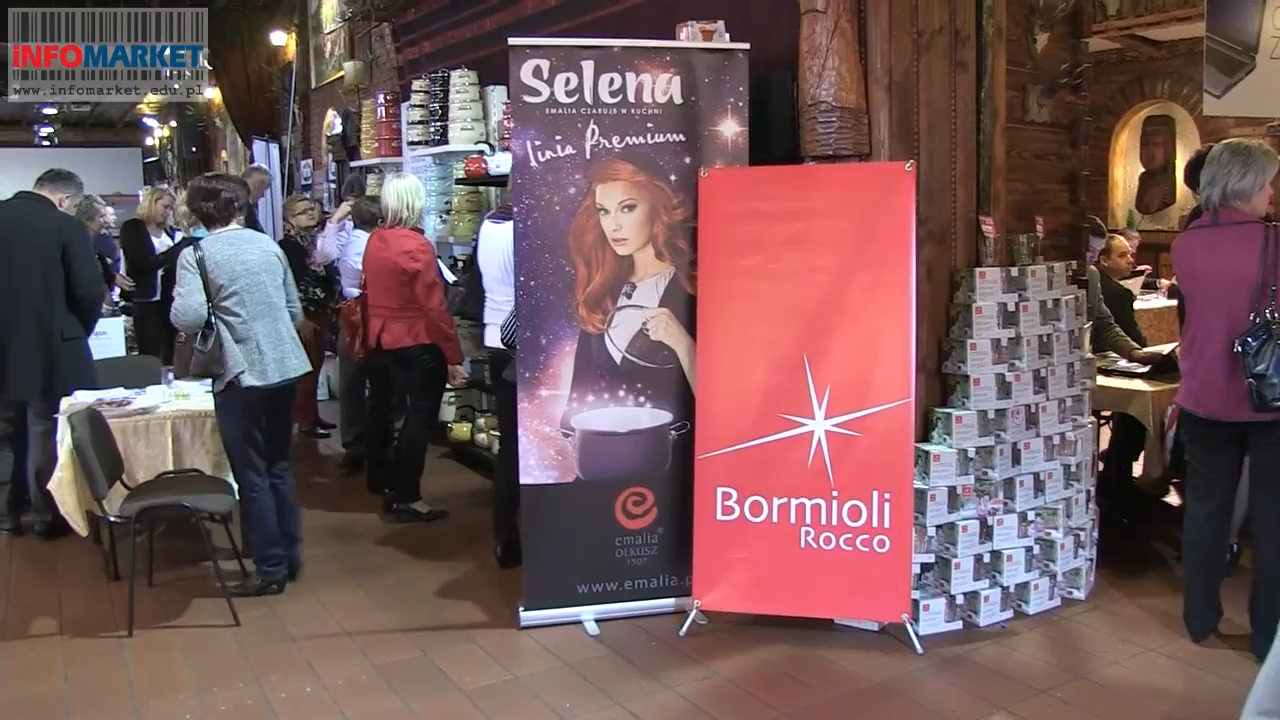 iNFOMARKET
www.infomarket.edu.pl
Selena
EMALIA CZARUJE W KUCHNI
linia Premium
emalia
OLKUSZ
1907
www.emalia.p
Bormioli
Rocco